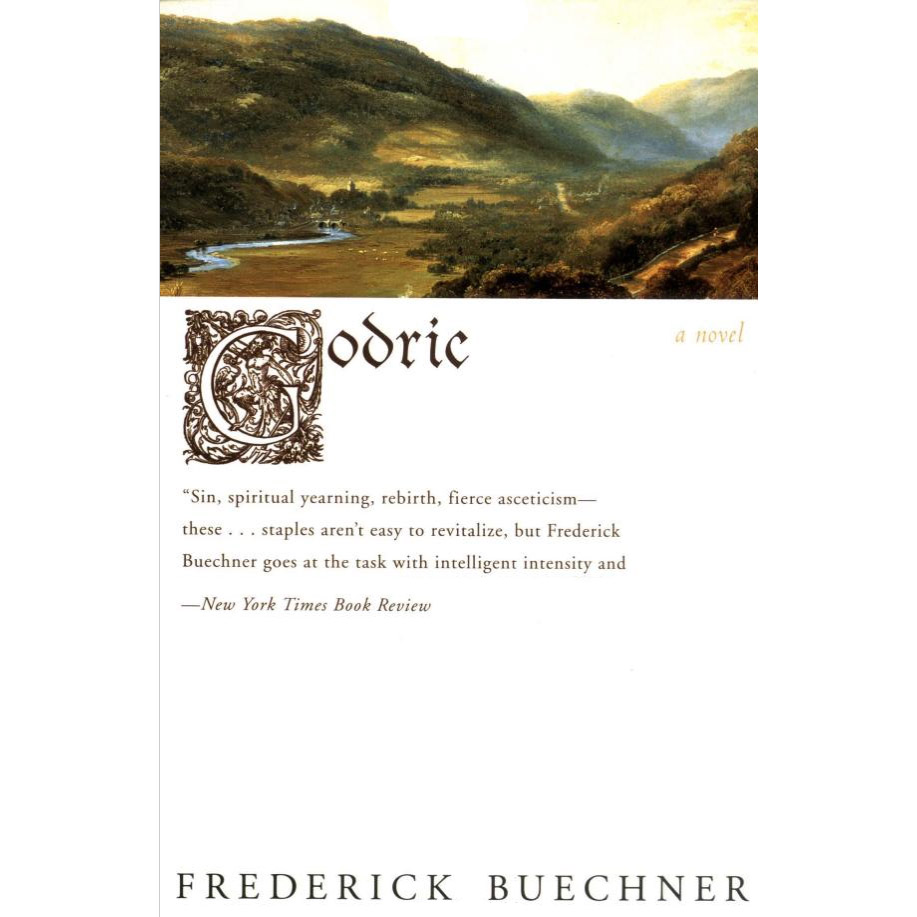 Godric
a novel
“Sin, spiritual yearning, rebirth, fierce asceticism—
these . . . staples aren’t easy to revitalize, but Frederick
Buechner goes at the task with intelligent intensity and
—New York Times Book Review
FREDERICK BUECHNER